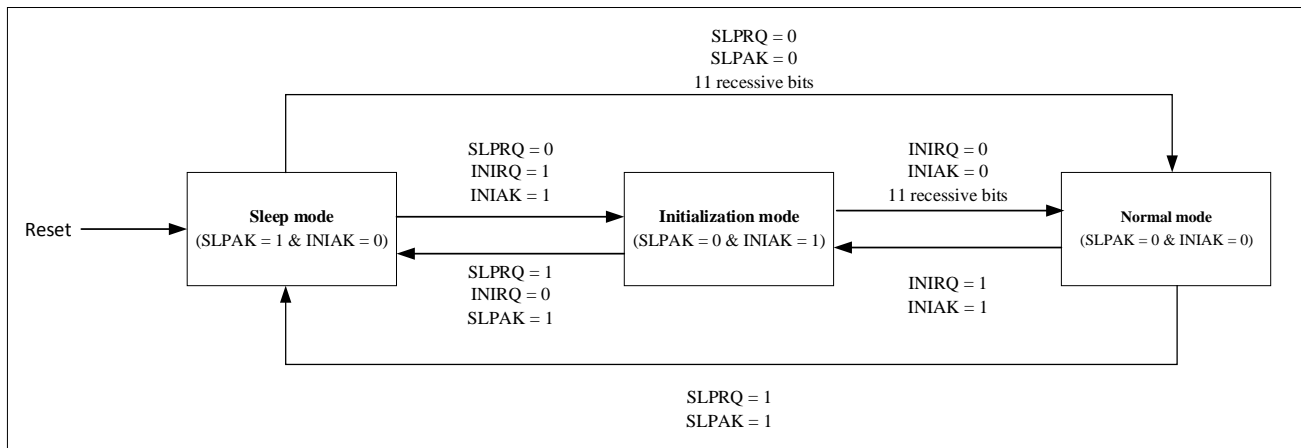 SLPRQ = 0
SLPAK = 0
11 recessive bits
SLPRQ = 0
INIRQ = 1
INIAK = 1
INIRQ = 0
INIAK = 0
11 recessive bits
Reset
Sleep mode
(SLPAK = 1 & INIAK = 0)
Initialization mode
(SLPAK = 0 & INIAK = 1)
Normal mode
(SLPAK = 0 & INIAK = 0)
SLPRQ = 1
INIRQ = 0
SLPAK = 1
INIRQ = 1
INIAK = 1
SLPRQ = 1
SLPAK = 1